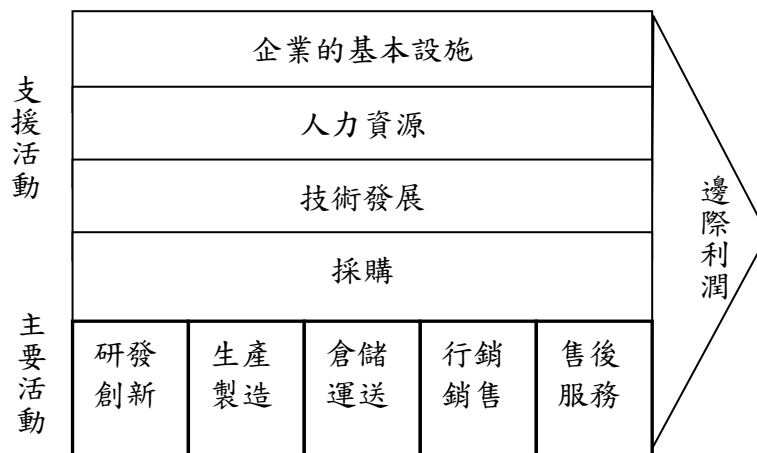 支援活動
企業的基本設施
人力資源
技術發展
採購
邊際利潤
主要活動
研發
創新
生產
製造
倉儲
運送
行銷
銷售
售後
服務